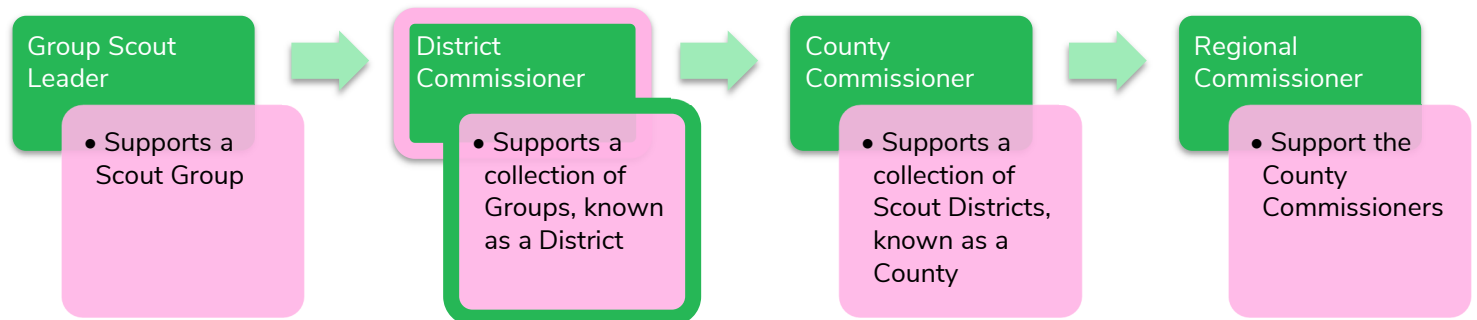 Group Scout
Leader
• Supports a
Scout Group
District
Commissioner
• Supports a
collection of
Groups, known
as a District
County
Commissioner
• Supports a
collection of
Scout Districts,
known as a
County
Regional
Commissioner
• Support the
County
Commissioners